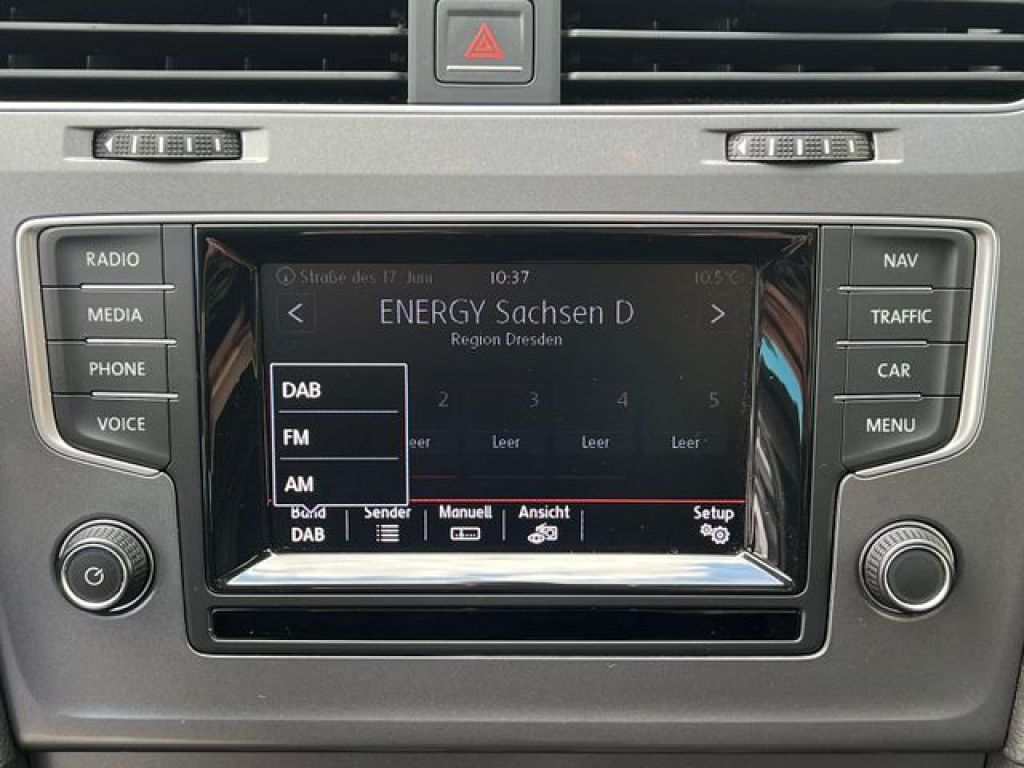 RADIO
MEDIA
PHONE
VOICE
Straße des 17. Juni 10:37 10.5°C
< ENERGY Sachsen D >
Region Dresden
DAB
FM
AM
2 3 4 5
eer Leer Leer Leer
Band Sender Manuell Ansicht Setup
DAB
NAV
TRAFFIC
CAR
MENU